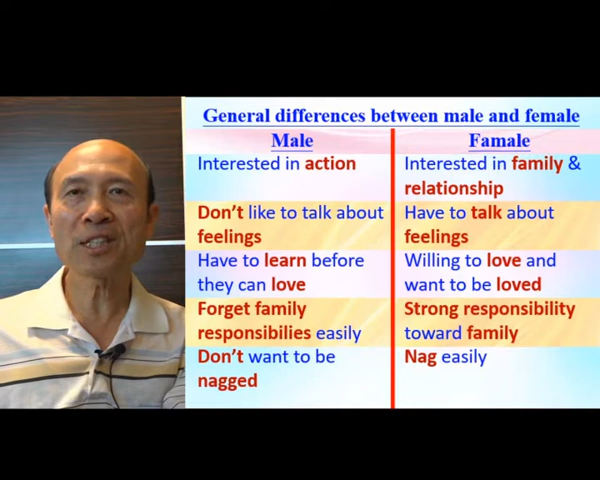 General differences between male and female
Male
Famale
Interested in action
Interested in family &
relationship
Don't like to talk about
feelings
Have to talk about
feelings
Have to learn before
they can love
Willing to love and
want to be loved
Forget family
responsibilies easily
Strong responsibility
toward family
Don't want to be
nagged
Nag easily